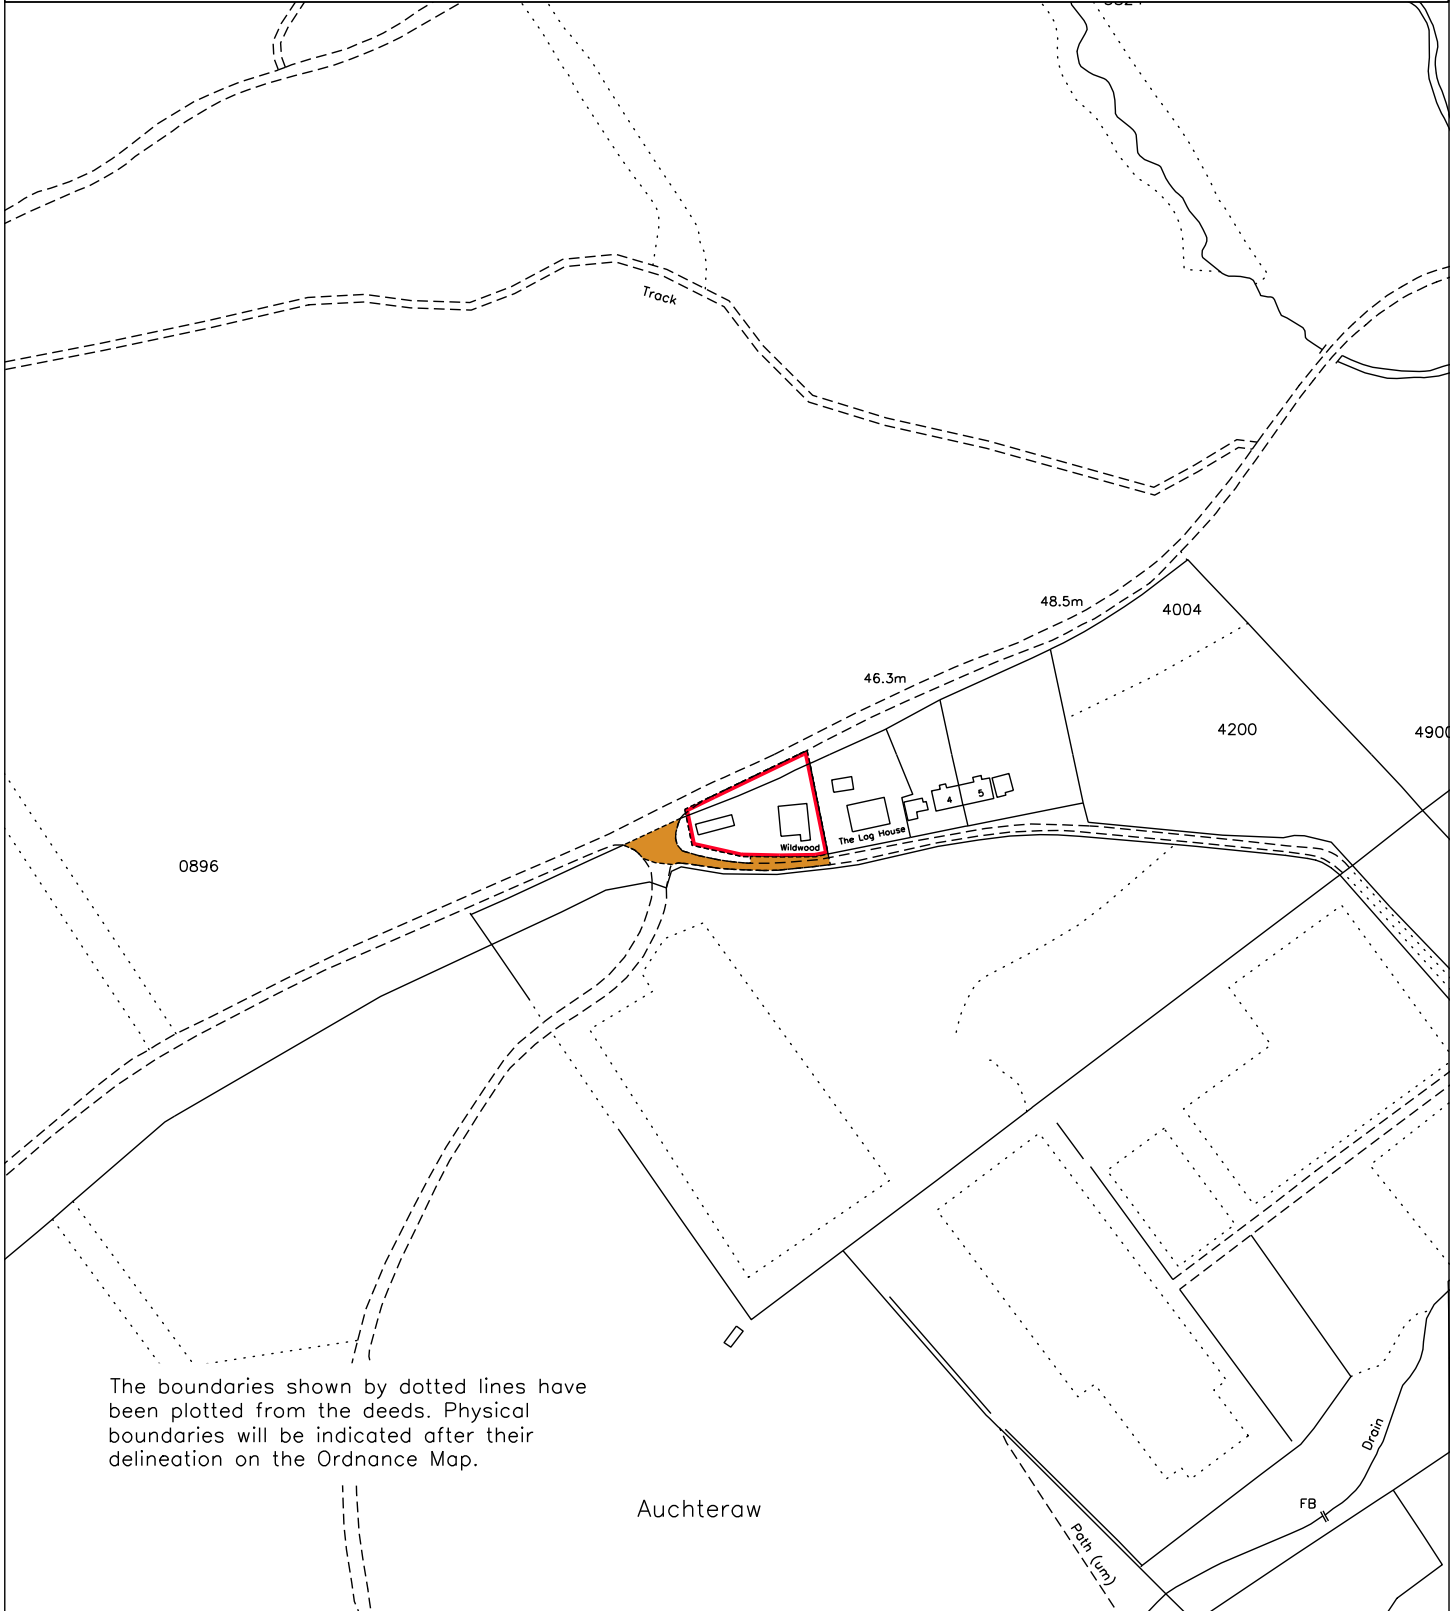 Track
48.5m
4004
46.3m
4200
0896
4
5
The Log House
Wildwood
The boundaries shown by dotted lines have
been plotted from the deeds. Physical
boundaries will be indicated after their
delineation on the Ordnance Map.
Auchteraw
Drain
FB
Path (um)